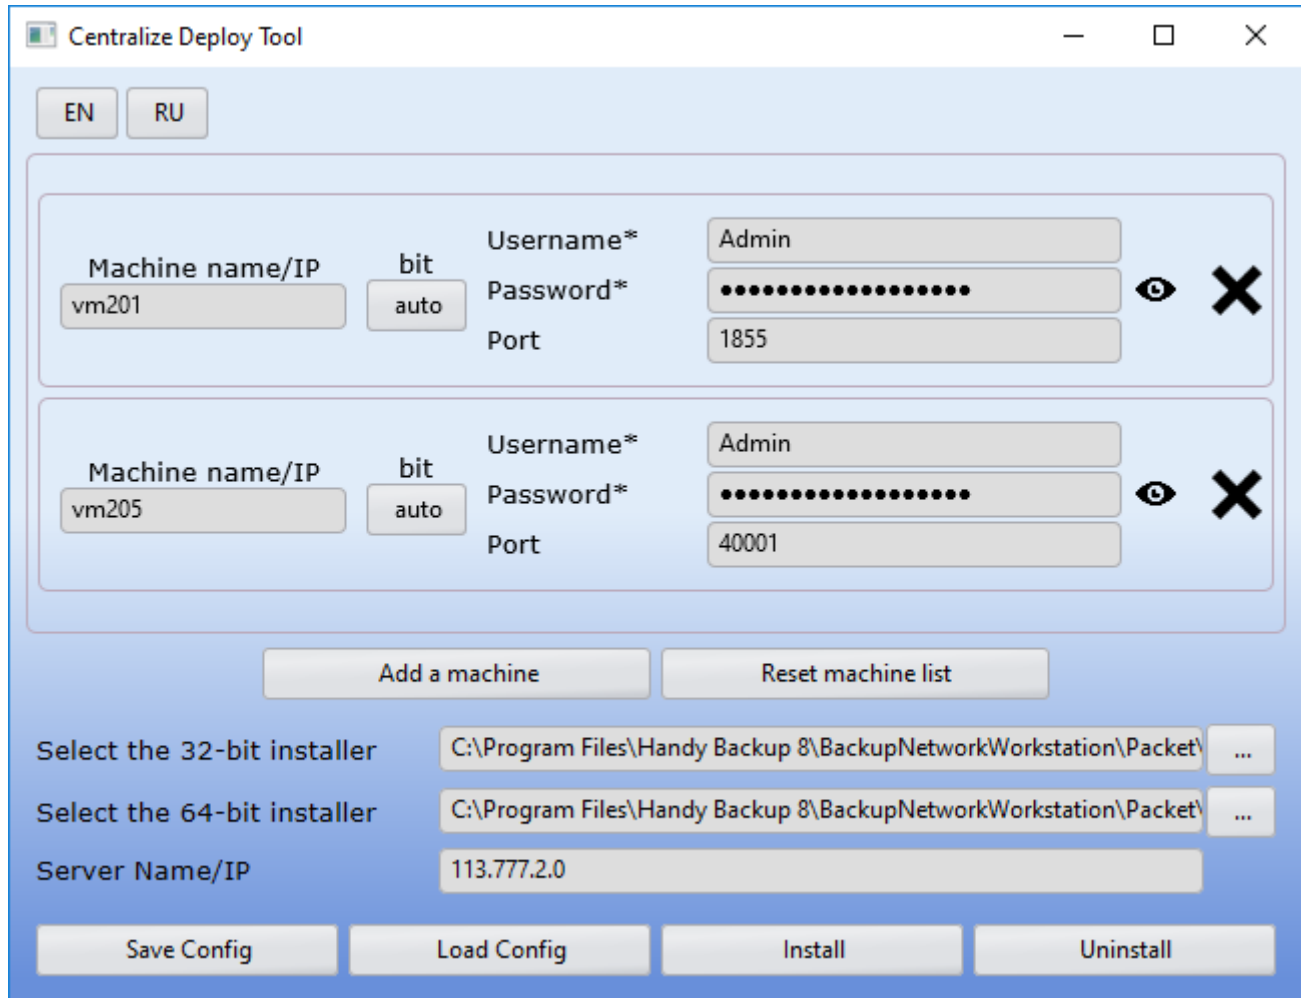 Centralize Deploy Tool
EN RU
Machine name/IP
vm201
bit
auto
Username* Admin
Password* ••••••••••••••••••
Port 1855
Machine name/IP
vm205
bit
auto
Username* Admin
Password* ••••••••••••••••••
Port 40001
Add a machine Reset machine list
Select the 32-bit installer C:\Program Files\Handy Backup 8\BackupNetworkWorkstation\Packet\ ...
Select the 64-bit installer C:\Program Files\Handy Backup 8\BackupNetworkWorkstation\Packet\ ...
Server Name/IP 113.777.2.0
Save Config Load Config Install Uninstall